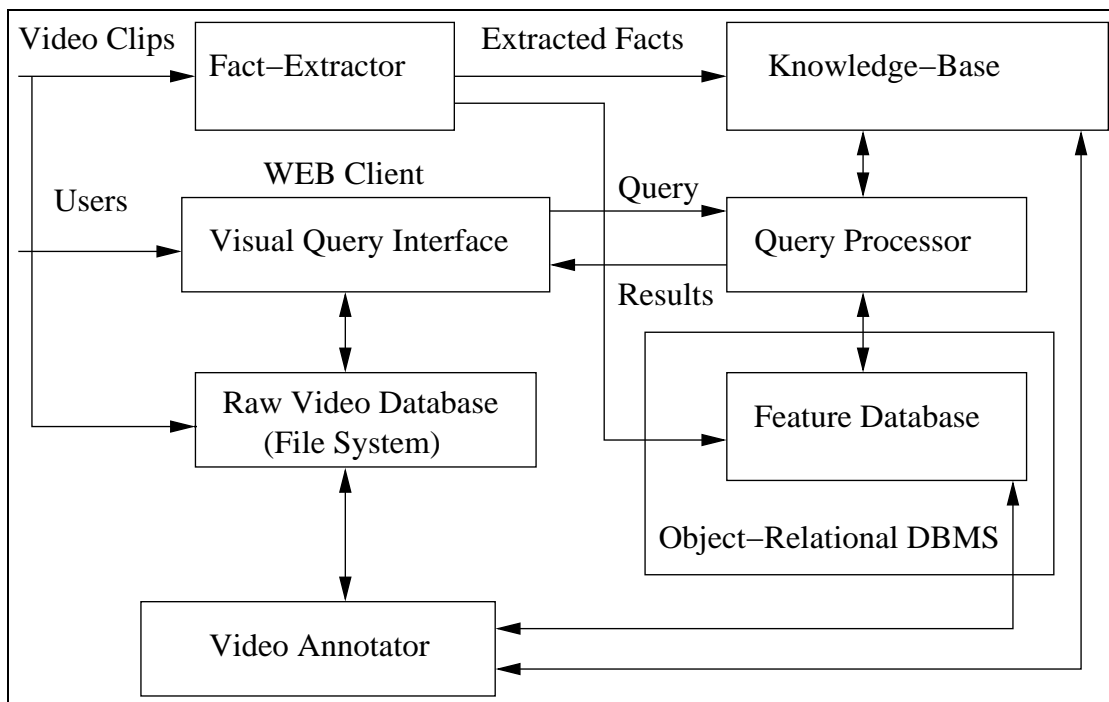 Video Clips
Fact−Extractor
Extracted Facts
Knowledge−Base
WEB Client
Users
Query
Visual Query Interface
Query Processor
Results
Raw Video Database
(File System)
Feature Database
Object−Relational DBMS
Video Annotator